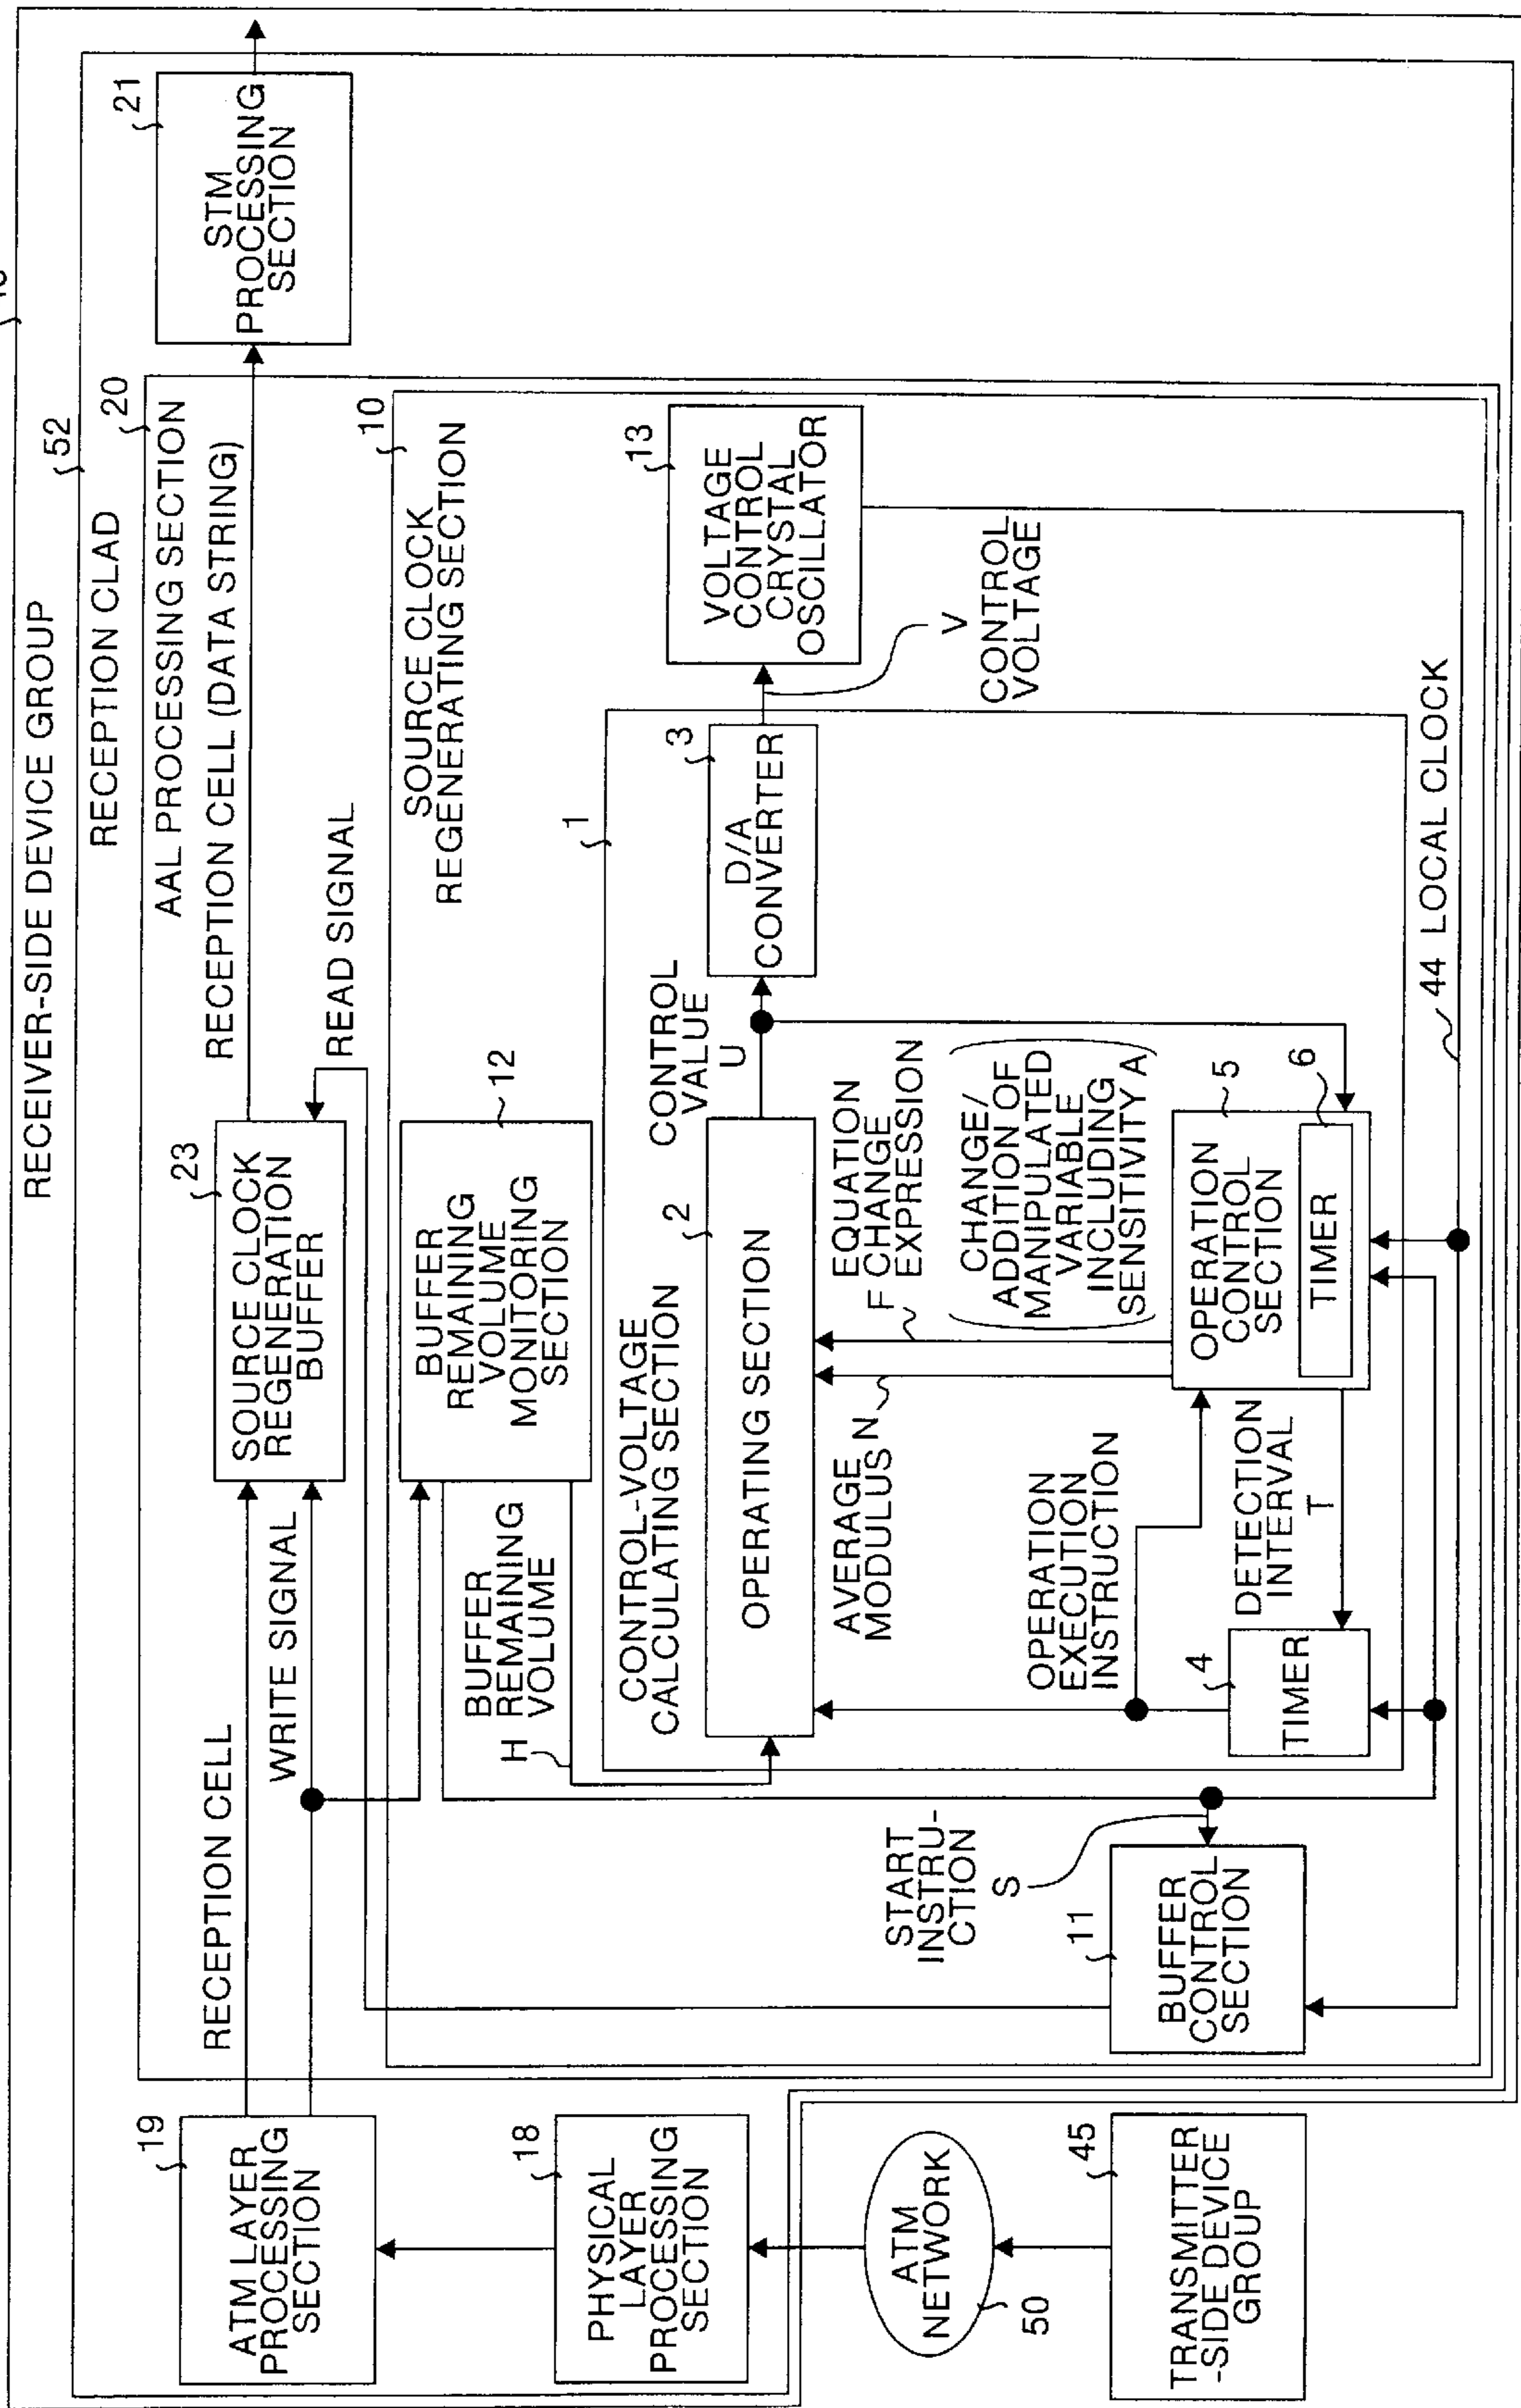 RECEIVER-SIDE DEVICE GROUP
52
RECEPTION CLAD
20
AAL PROCESSING SECTION
RECEPTION CELL (DATA STRING)
21
STM
PROCESSING
SECTION
19
ATM LAYER
PROCESSING
SECTION
RECEPTION CELL
WRITE SIGNAL
23
SOURCE CLOCK
REGENERATION
BUFFER
READ SIGNAL
10
SOURCE CLOCK
REGENERATING SECTION
12
BUFFER
REMAINING
VOLUME
MONITORING
SECTION
BUFFER
REMAINING
VOLUME
H
13
VOLTAGE
CONTROL
CRYSTAL
OSCILLATOR
V
CONTROL
VOLTAGE
1
CONTROL-VOLTAGE
CALCULATING SECTION
2
OPERATING SECTION
CONTROL
VALUE
U
3
D/A
CONVERTER
AVERAGE
MODULUS N
F
EQUATION
CHANGE
EXPRESSION
CHANGE/
ADDITION OF
MANIPULATED
VARIABLE
INCLUDING
SENSITIVITY A
OPERATION
EXECUTION
INSTRUCTION
5
OPERATION
CONTROL
SECTION
6
TIMER
DETECTION
INTERVAL
T
4
TIMER
START
INSTRU-
CTION
S
11
BUFFER
CONTROL
SECTION
44 LOCAL CLOCK
18
PHYSICAL
LAYER
PROCESSING
SECTION
ATM
NETWORK
50
45
TRANSMITTER
-SIDE DEVICE
GROUP